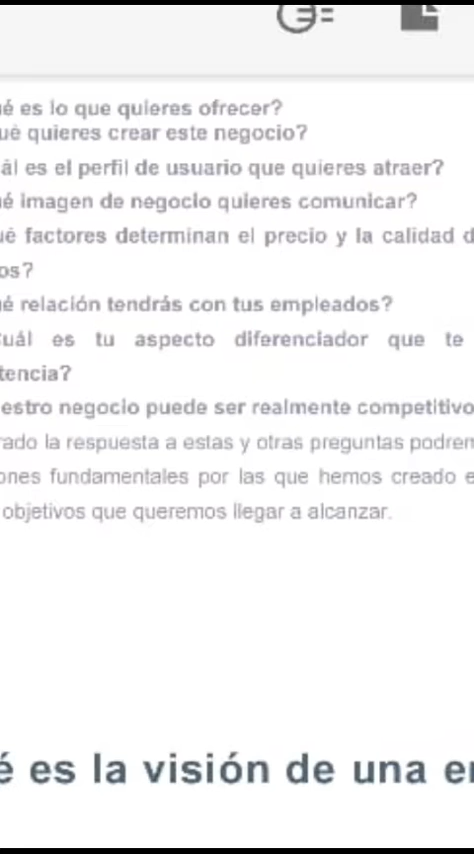 é es lo que quieres ofrecer?
ué quieres crear este negocio?
ál es el perfil de usuario que quieres atraer?
é imagen de negocio quieres comunicar?
ué factores determinan el precio y la calidad d
os?
é relación tendrás con tus empleados?
Cuál es tu aspecto diferenciador que te
tencia?
estro negocio puede ser realmente competitivo
rado la respuesta a estas y otras preguntas podrem
ones fundamentales por las que hemos creado e
objetivos que queremos llegar a alcanzar.
é es la visión de una em